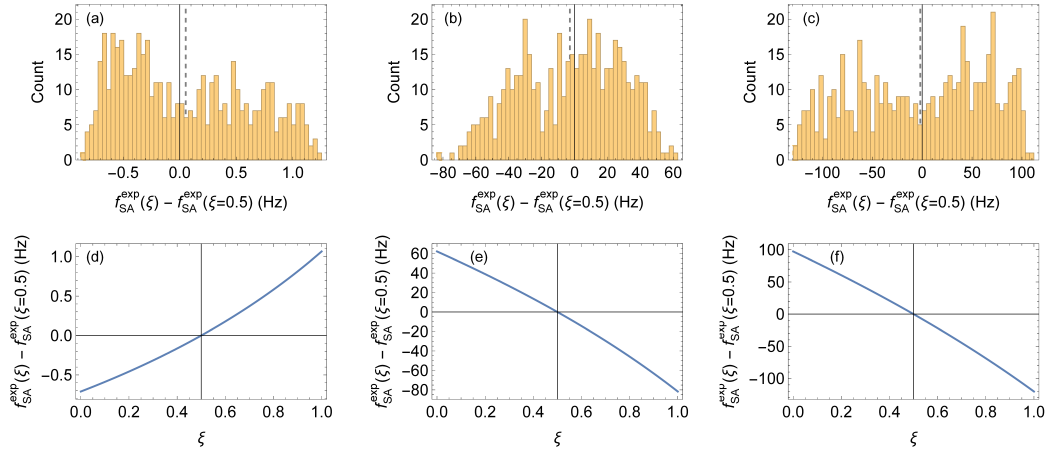 (a)
20
15
10
5
0
Count
−0.5 0.0 0.5 1.0
f_SA^exp(ξ) − f_SA^exp(ξ=0.5) (Hz)
(b)
20
15
10
5
0
Count
−80 −60 −40 −20 0 20 40 60
f_SA^exp(ξ) − f_SA^exp(ξ=0.5) (Hz)
(c)
20
15
10
5
0
Count
−100 −50 0 50 100
f_SA^exp(ξ) − f_SA^exp(ξ=0.5) (Hz)
(d)
1.0
0.5
0.0
−0.5
f_SA^exp(ξ) − f_SA^exp(ξ=0.5) (Hz)
0.0 0.2 0.4 0.6 0.8 1.0
ξ
(e)
60
40
20
0
−20
−40
−60
−80
f_SA^exp(ξ) − f_SA^exp(ξ=0.5) (Hz)
0.0 0.2 0.4 0.6 0.8 1.0
ξ
(f)
100
50
0
−50
−100
f_SA^exp(ξ) − f_SA^exp(ξ=0.5) (Hz)
0.0 0.2 0.4 0.6 0.8 1.0
ξ